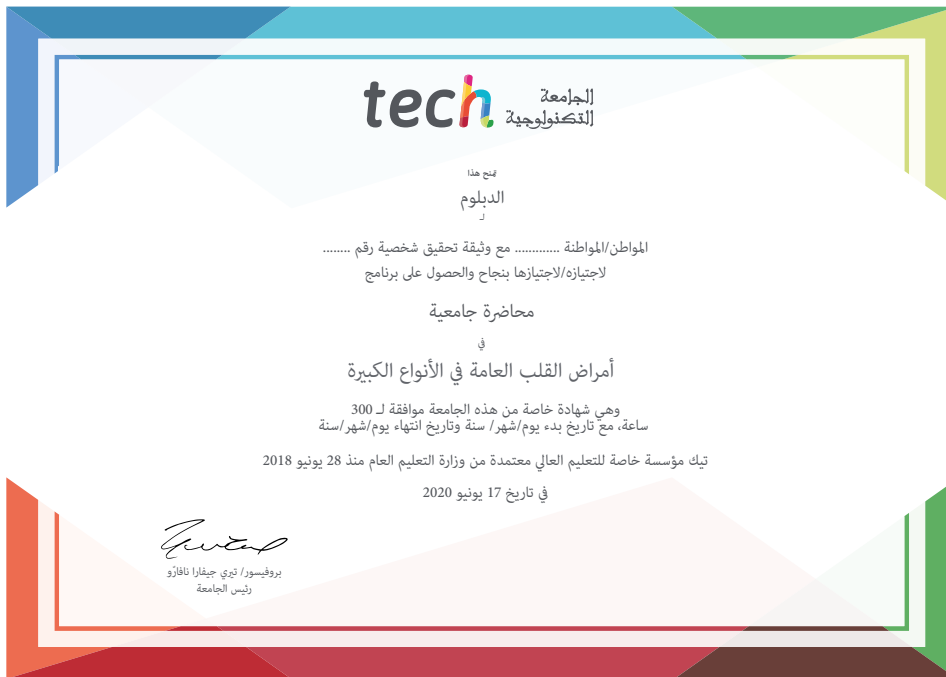 tech الجامعة
التكنولوجية
يمنح هذا
الدبلوم
لـ
المواطن/المواطنة ............. مع وثيقة تحقيق شخصية رقم ........
لاجتيازه/لاجتيازها بنجاح والحصول على برنامج
محاضرة جامعية
في
أمراض القلب العامة في الأنواع الكبيرة
وهي شهادة خاصة من هذه الجامعة موافقة لـ 300
ساعة، مع تاريخ بدء يوم/شهر/ سنة وتاريخ انتهاء يوم/شهر/سنة
تيك مؤسسة خاصة للتعليم العالي معتمدة من وزارة التعليم العام منذ 28 يونيو 2018
في تاريخ 17 يونيو 2020
بروفيسور/ تيري جيفارا نافارّو
رئيس الجامعة